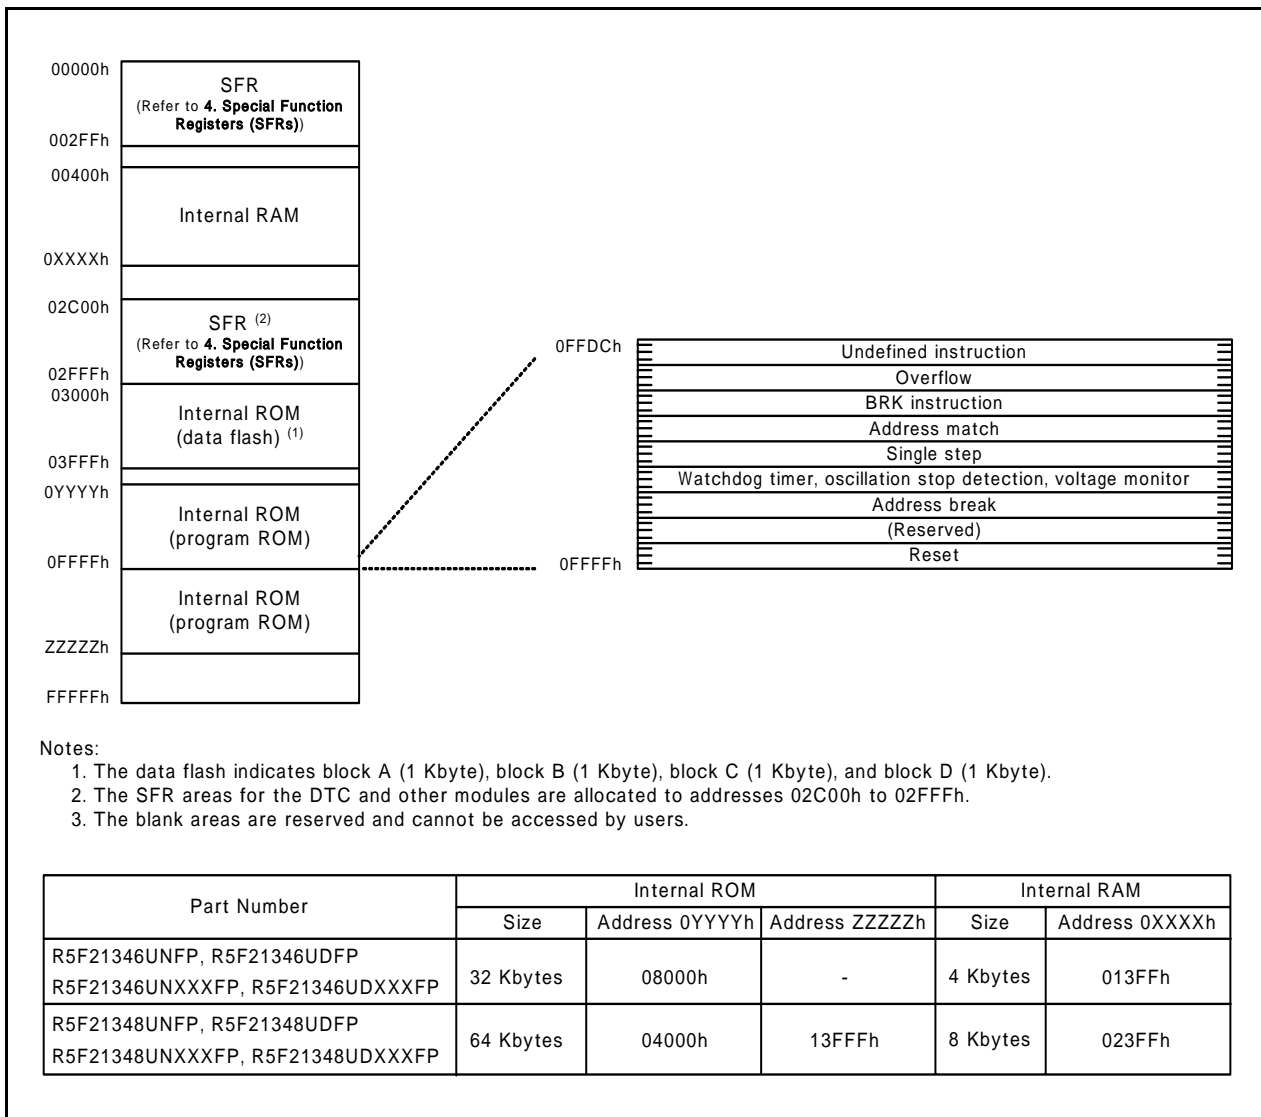 00000h
SFR
(Refer to 4. Special Function
Registers (SFRs))
002FFh
00400h
Internal RAM
0XXXXh
02C00h
SFR (2)
(Refer to 4. Special Function
Registers (SFRs))
02FFFh
03000h
Internal ROM
(data flash) (1)
03FFFh
0YYYYh
Internal ROM
(program ROM)
0FFFFh
Internal ROM
(program ROM)
ZZZZZh
FFFFFh
0FFDCh
Undefined instruction
Overflow
BRK instruction
Address match
Single step
Watchdog timer, oscillation stop detection, voltage monitor
Address break
(Reserved)
0FFFFh
Reset
Notes:
1. The data flash indicates block A (1 Kbyte), block B (1 Kbyte), block C (1 Kbyte), and block D (1 Kbyte).
2. The SFR areas for the DTC and other modules are allocated to addresses 02C00h to 02FFFh.
3. The blank areas are reserved and cannot be accessed by users.
Part Number Internal ROM Internal RAM
Size Address 0YYYYh Address ZZZZZh Size Address 0XXXXh
R5F21346UNFP, R5F21346UDFP
R5F21346UNXXXFP, R5F21346UDXXXFP
32 Kbytes 08000h - 4 Kbytes 013FFh
R5F21348UNFP, R5F21348UDFP
R5F21348UNXXXFP, R5F21348UDXXXFP
64 Kbytes 04000h 13FFFh 8 Kbytes 023FFh